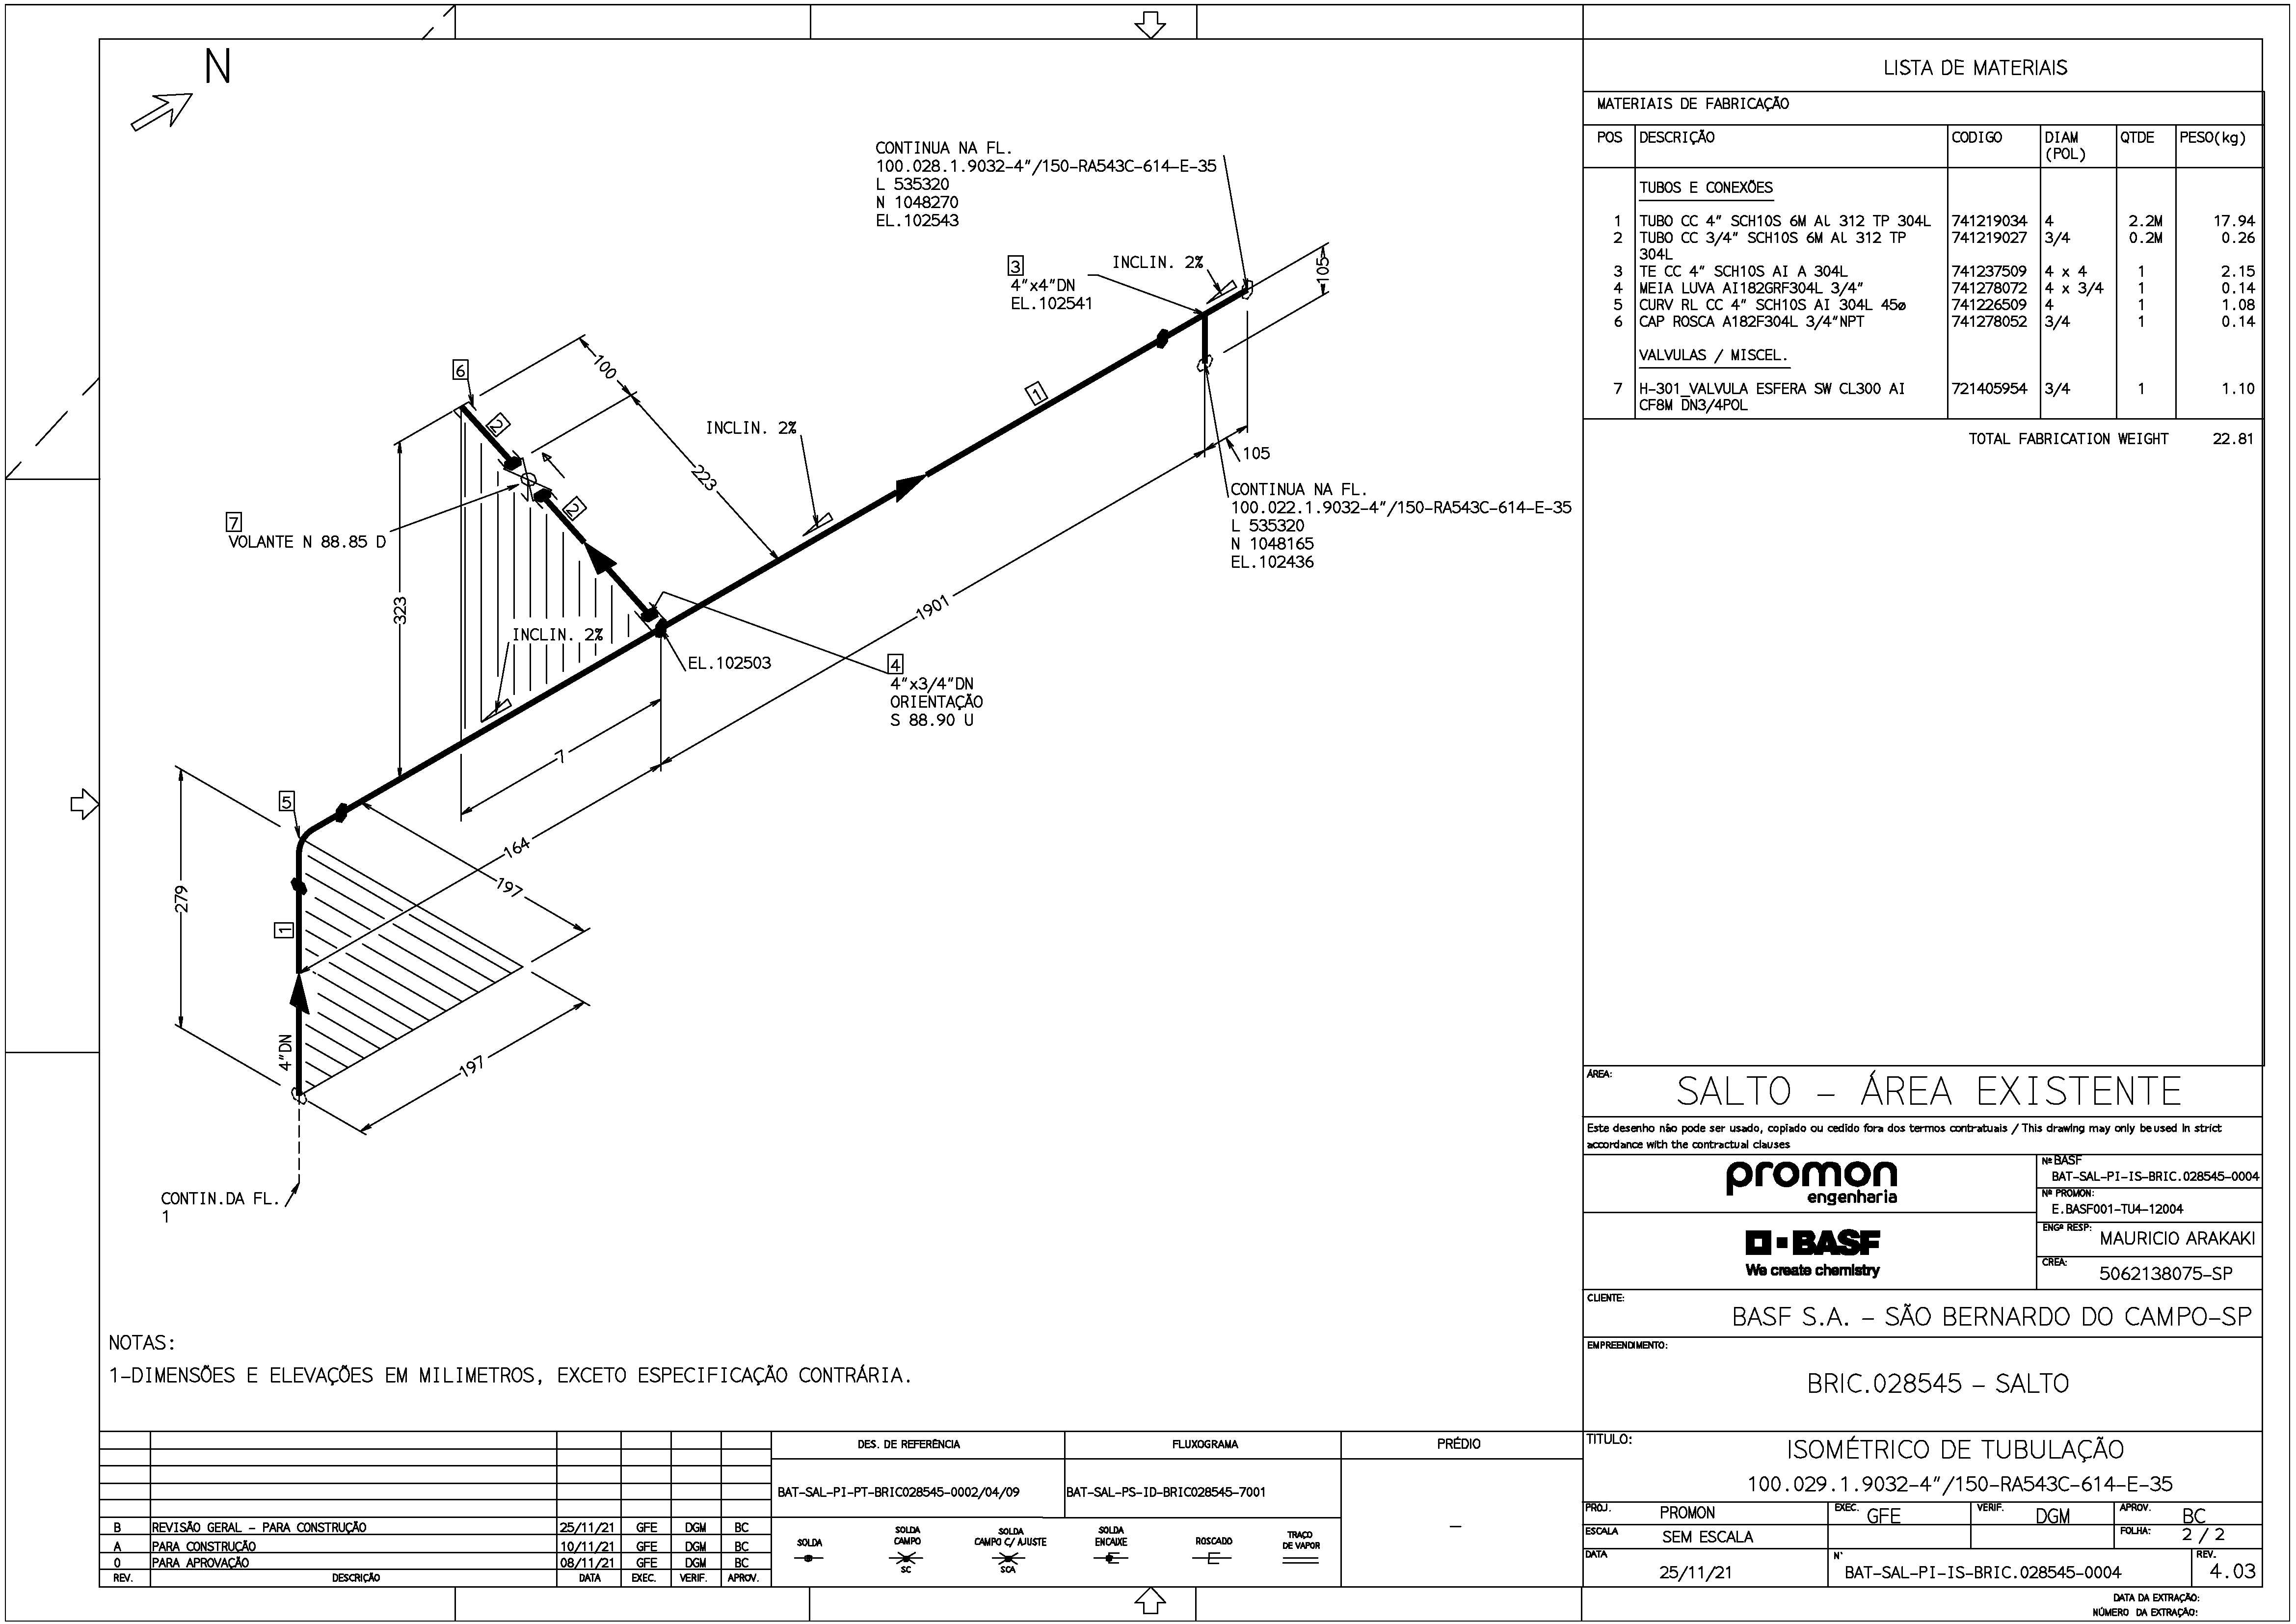 N
CONTINUA NA FL.
100.028.1.9032-4"/150-RA543C-614-E-35
L 535320
N 1048270
EL.102543
3
4"x4"DN
EL.102541
INCLIN. 2%
105
6
100
2
INCLIN. 2%
1
223
105
CONTINUA NA FL.
100.022.1.9032-4"/150-RA543C-614-E-35
L 535320
N 1048165
EL.102436
7
VOLANTE N 88.85 D
2
323
1901
INCLIN. 2%
EL.102503
4
4"x3/4"DN
ORIENTAÇÃO
S 88.90 U
7
5
164
197
279
1
4"DN
197
CONTIN.DA FL.
1
NOTAS:
1-DIMENSÕES E ELEVAÇÕES EM MILIMETROS, EXCETO ESPECIFICAÇÃO CONTRÁRIA.
LISTA DE MATERIAIS
MATERIAIS DE FABRICAÇÃO
POS DESCRIÇÃO CODIGO DIAM (POL) QTDE PESO(kg)
TUBOS E CONEXÕES
1 TUBO CC 4" SCH10S 6M AL 312 TP 304L 741219034 4 2.2M 17.94
2 TUBO CC 3/4" SCH10S 6M AL 312 TP 741219027 3/4 0.2M 0.26
304L
3 TE CC 4" SCH10S AI A 304L 741237509 4 x 4 1 2.15
4 MEIA LUVA AI182GRF304L 3/4" 741278072 4 x 3/4 1 0.14
5 CURV RL CC 4" SCH10S AI 304L 45ø 741226509 4 1 1.08
6 CAP ROSCA A182F304L 3/4"NPT 741278052 3/4 1 0.14
VALVULAS / MISCEL.
7 H-301_VALVULA ESFERA SW CL300 AI 721405954 3/4 1 1.10
CF8M DN3/4POL
TOTAL FABRICATION WEIGHT 22.81
ÁREA:
SALTO - ÁREA EXISTENTE
Este desenho não pode ser usado, copiado ou cedido fora dos termos contratuais / This drawing may only be used in strict
accordance with the contractual clauses
promon
engenharia
Nº BASF
BAT-SAL-PI-IS-BRIC.028545-0004
Nº PROMON:
E.BASF001-TU4-12004
BASF
We create chemistry
ENGº RESP:
MAURICIO ARAKAKI
CREA:
5062138075-SP
CLIENTE:
BASF S.A. - SÃO BERNARDO DO CAMPO-SP
EMPREENDIMENTO:
BRIC.028545 - SALTO
TITULO:
ISOMÉTRICO DE TUBULAÇÃO
100.029.1.9032-4"/150-RA543C-614-E-35
PROJ. PROMON EXEC. GFE VERIF. DGM APROV. BC
ESCALA SEM ESCALA FOLHA: 2 / 2
DATA 25/11/21 N° BAT-SAL-PI-IS-BRIC.028545-0004 REV. 4.03
DATA DA EXTRAÇÃO:
NÚMERO DA EXTRAÇÃO:
B REVISÃO GERAL - PARA CONSTRUÇÃO 25/11/21 GFE DGM BC
A PARA CONSTRUÇÃO 10/11/21 GFE DGM BC
0 PARA APROVAÇÃO 08/11/21 GFE DGM BC
REV. DESCRIÇÃO DATA EXEC. VERIF. APROV.
DES. DE REFERÊNCIA FLUXOGRAMA PRÉDIO
BAT-SAL-PI-PT-BRIC028545-0002/04/09 BAT-SAL-PS-ID-BRIC028545-7001 -
SOLDA
SOLDA CAMPO
SC
SOLDA CAMPO C/ AJUSTE
SCA
SOLDA ENCAIXE
ROSCADO
TRAÇO DE VAPOR